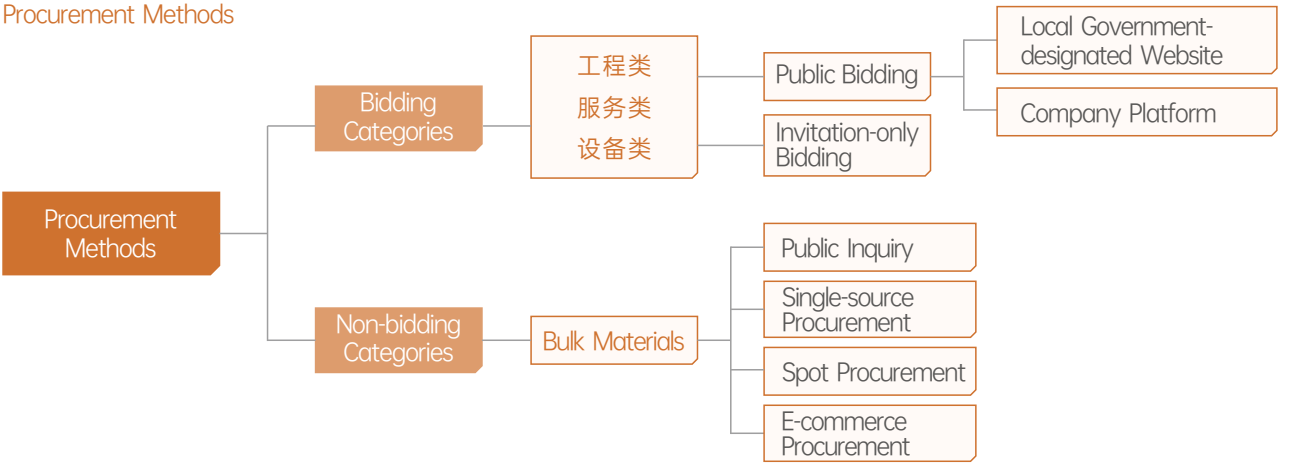 Procurement Methods
Procurement
Methods
Bidding
Categories
工程类
服务类
设备类
Public Bidding
Invitation-only
Bidding
Local Government-
designated Website
Company Platform
Non-bidding
Categories
Bulk Materials
Public Inquiry
Single-source
Procurement
Spot Procurement
E-commerce
Procurement